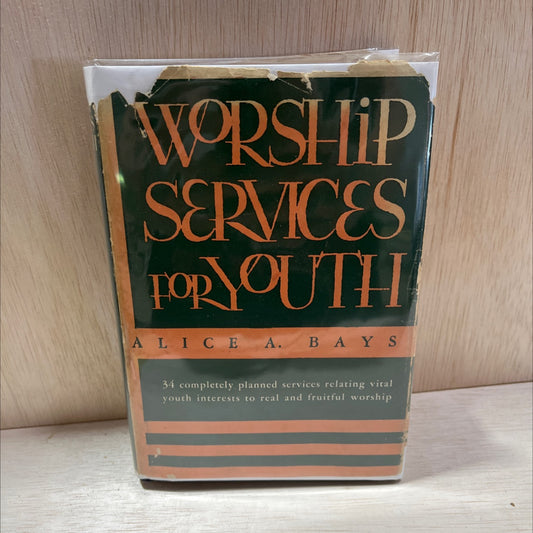 WORSHiP
SERVICES
FOR YOUTH
ALICE A. BAYS
34 completely planned services relating vital
youth interests to real and fruitful worship